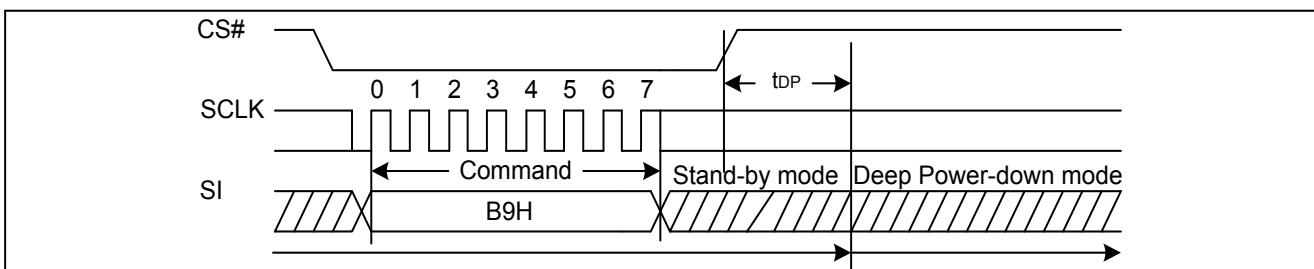 CS#
tDP
0 1 2 3 4 5 6 7
SCLK
Command
Stand-by mode Deep Power-down mode
SI
B9H